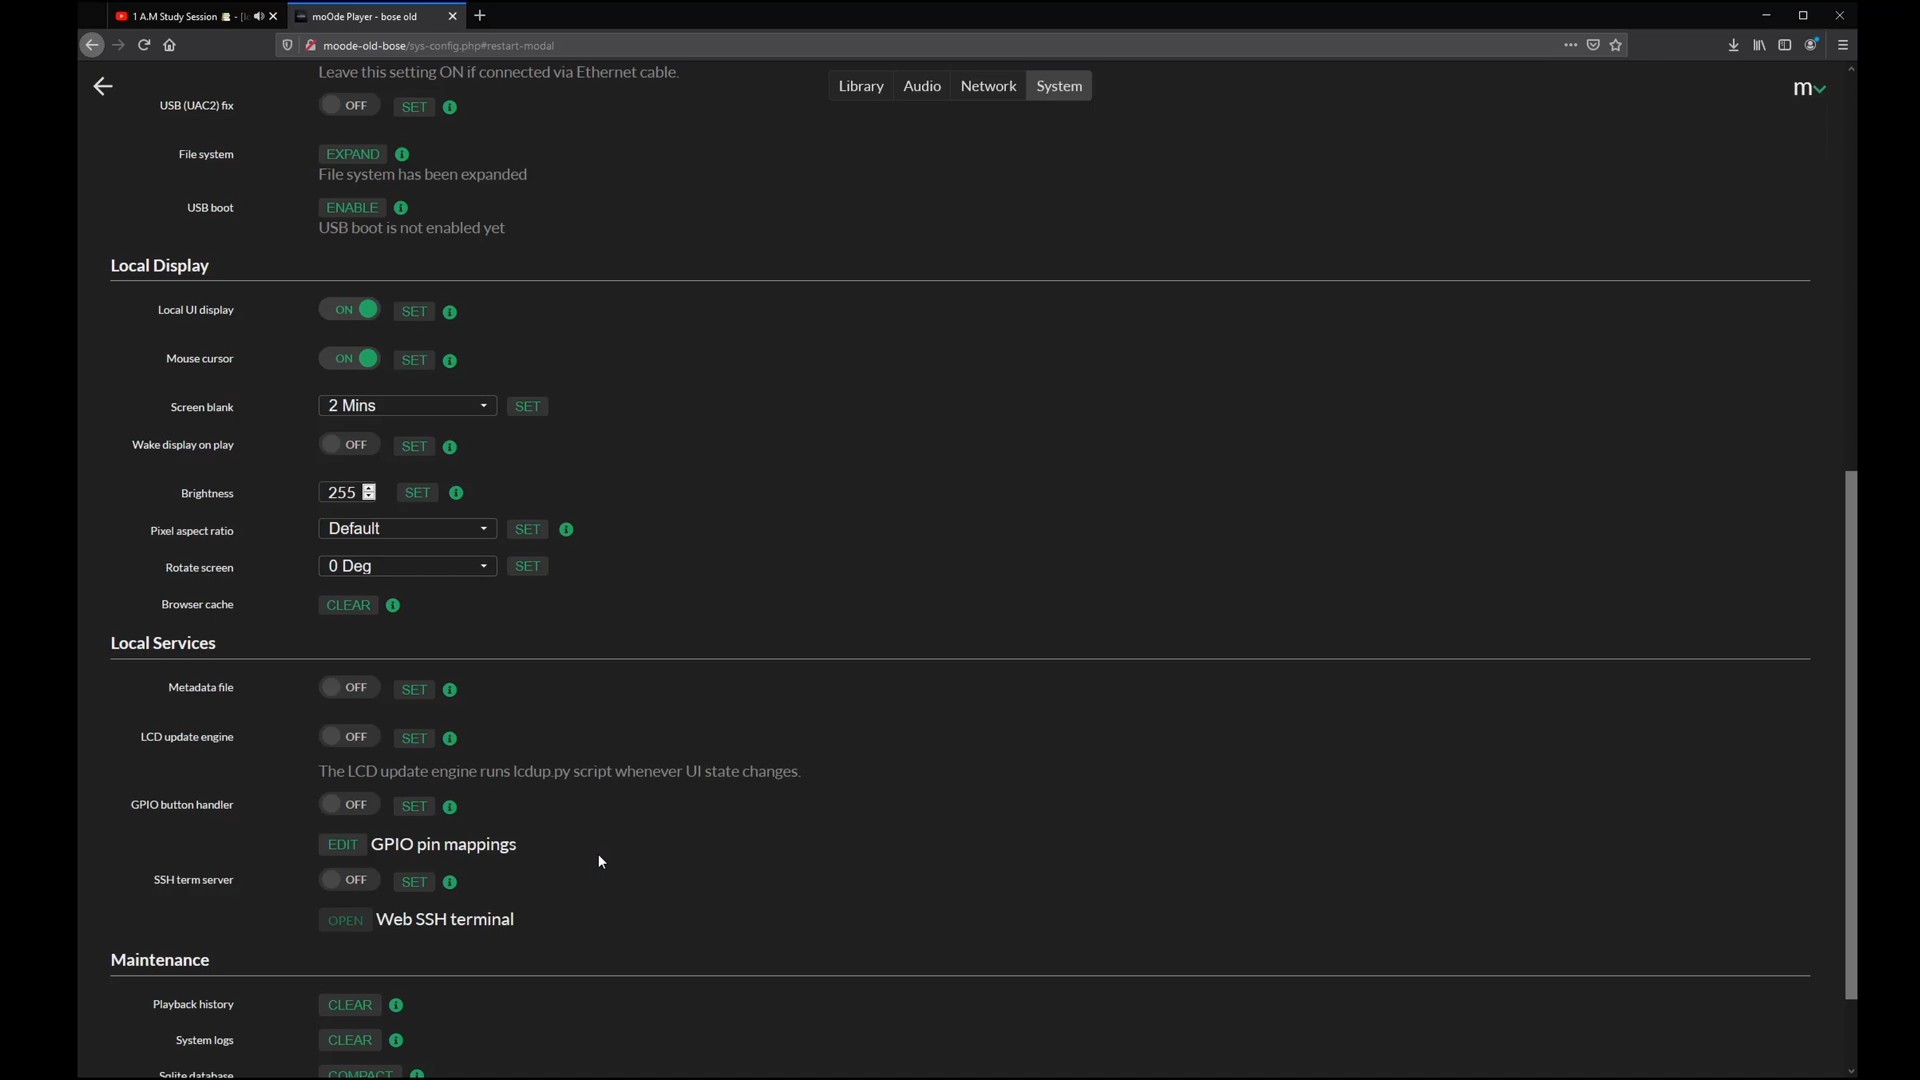 1 A.M Study Session
moOde Player - bose old
moode-old-bose/sys-config.php#restart-modal
Library Audio Network System
m
Leave this setting ON if connected via Ethernet cable.
USB (UAC2) fix OFF SET
File system EXPAND
File system has been expanded
USB boot ENABLE
USB boot is not enabled yet
Local Display
Local UI display ON SET
Mouse cursor ON SET
Screen blank 2 Mins SET
Wake display on play OFF SET
Brightness 255 SET
Pixel aspect ratio Default SET
Rotate screen 0 Deg SET
Browser cache CLEAR
Local Services
Metadata file OFF SET
LCD update engine OFF SET
The LCD update engine runs lcdup.py script whenever UI state changes.
GPIO button handler OFF SET
EDIT GPIO pin mappings
SSH term server OFF SET
OPEN Web SSH terminal
Maintenance
Playback history CLEAR
System logs CLEAR
Sqlite database COMPACT